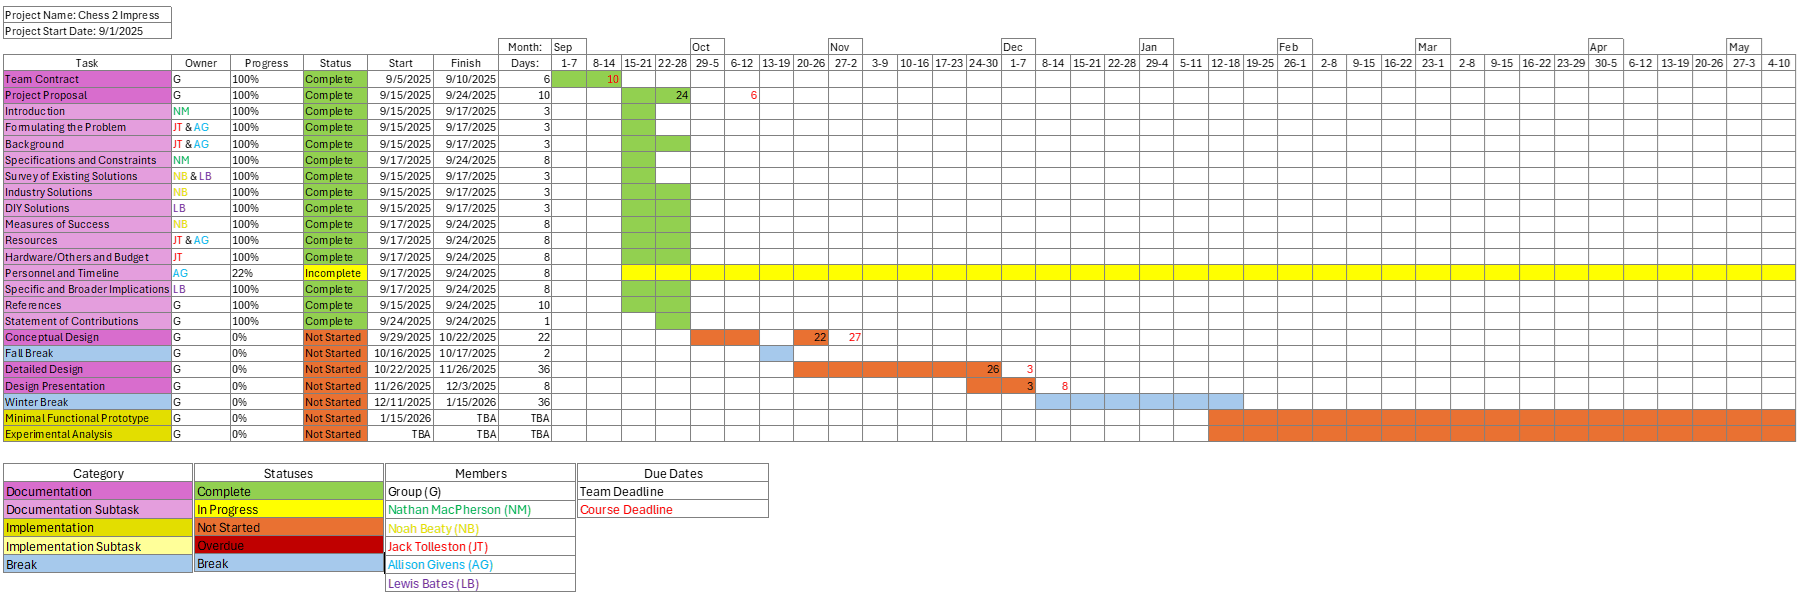 Project Name: Chess 2 Impress
Project Start Date: 9/1/2025
Month: Sep Oct Nov Dec Jan Feb Mar Apr May
Task Owner Progress Status Start Finish Days: 1-7 8-14 15-21 22-28 29-5 6-12 13-19 20-26 27-2 3-9 10-16 17-23 24-30 1-7 8-14 15-21 22-28 29-4 5-11 12-18 19-25 26-1 2-8 9-15 16-22 23-1 2-8 9-15 16-22 23-29 30-5 6-12 13-19 20-26 27-3 4-10
Team Contract G 100% Complete 9/5/2025 9/10/2025 6 10
Project Proposal G 100% Complete 9/15/2025 9/24/2025 10 24 6
Introduction NM 100% Complete 9/15/2025 9/17/2025 3
Formulating the Problem JT & AG 100% Complete 9/15/2025 9/17/2025 3
Background JT & AG 100% Complete 9/15/2025 9/17/2025 3
Specifications and Constraints NM 100% Complete 9/17/2025 9/24/2025 8
Survey of Existing Solutions NB & LB 100% Complete 9/15/2025 9/17/2025 3
Industry Solutions NB 100% Complete 9/15/2025 9/17/2025 3
DIY Solutions LB 100% Complete 9/15/2025 9/17/2025 3
Measures of Success NB 100% Complete 9/17/2025 9/24/2025 8
Resources JT & AG 100% Complete 9/17/2025 9/24/2025 8
Hardware/Others and Budget JT 100% Complete 9/17/2025 9/24/2025 8
Personnel and Timeline AG 22% Incomplete 9/17/2025 9/24/2025 8
Specific and Broader Implications LB 100% Complete 9/17/2025 9/24/2025 8
References G 100% Complete 9/15/2025 9/24/2025 10
Statement of Contributions G 100% Complete 9/24/2025 9/24/2025 1
Conceptual Design G 0% Not Started 9/29/2025 10/22/2025 22 22 27
Fall Break G 0% Not Started 10/16/2025 10/17/2025 2
Detailed Design G 0% Not Started 10/22/2025 11/26/2025 36 26 3
Design Presentation G 0% Not Started 11/26/2025 12/3/2025 8 3 8
Winter Break G 0% Not Started 12/11/2025 1/15/2026 36
Minimal Functional Prototype G 0% Not Started 1/15/2026 TBA TBA
Experimental Analysis G 0% Not Started TBA TBA TBA
Category Statuses Members Due Dates
Documentation Complete Group (G) Team Deadline
Documentation Subtask In Progress Nathan MacPherson (NM) Course Deadline
Implementation Not Started Noah Beaty (NB)
Implementation Subtask Overdue Jack Tolleston (JT)
Break Break Allison Givens (AG)
Lewis Bates (LB)